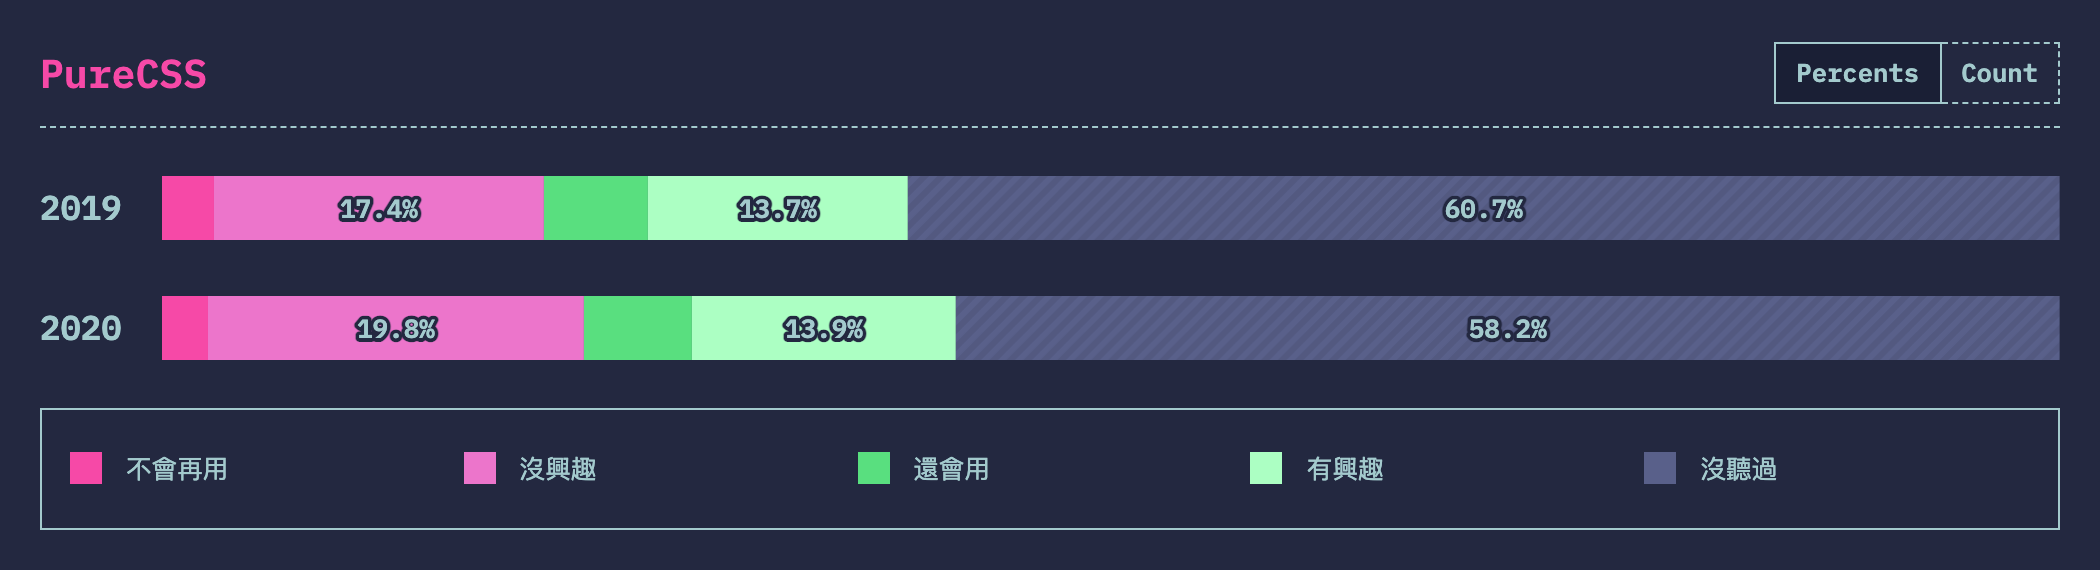 PureCSS
Percents Count
2019 17.4% 13.7% 60.7%
2020 19.8% 13.9% 58.2%
不會再用 沒興趣 還會用 有興趣 沒聽過